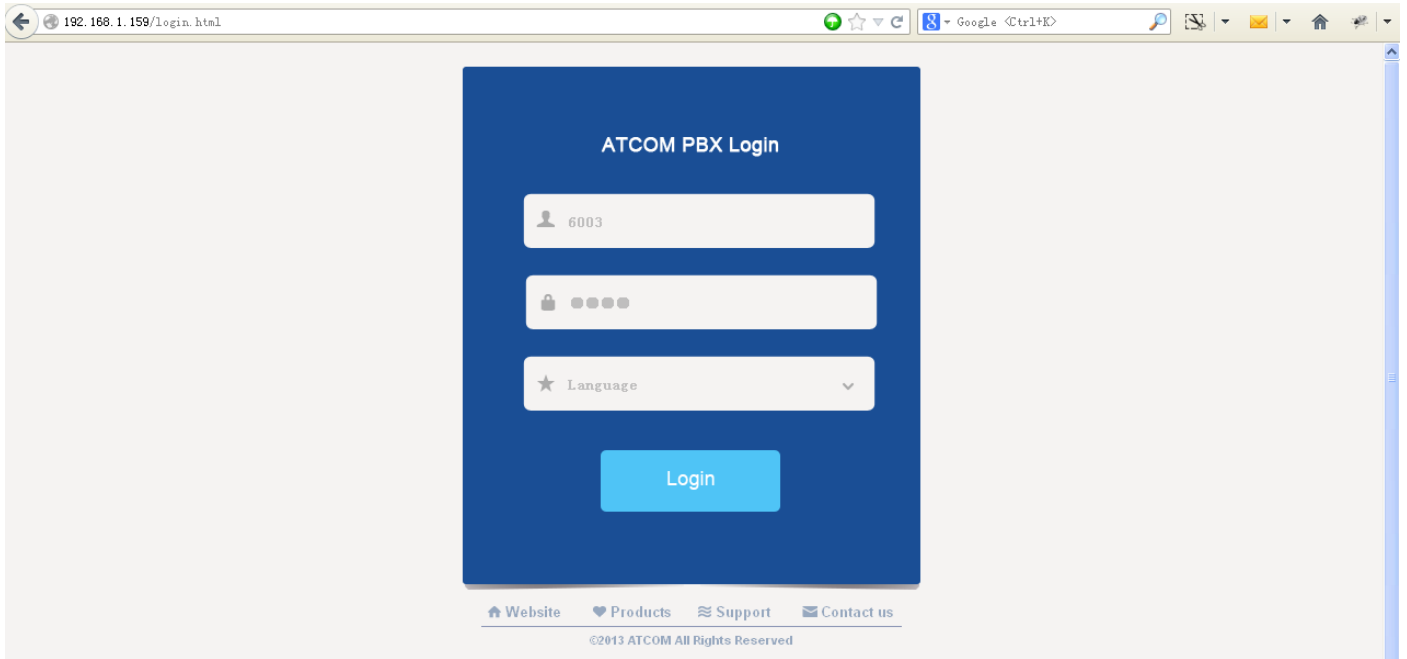 192.168.1.159/login.html
Google <Ctrl+K>
ATCOM PBX Login
6003
Language
Login
Website Products Support Contact us
©2013 ATCOM All Rights Reserved